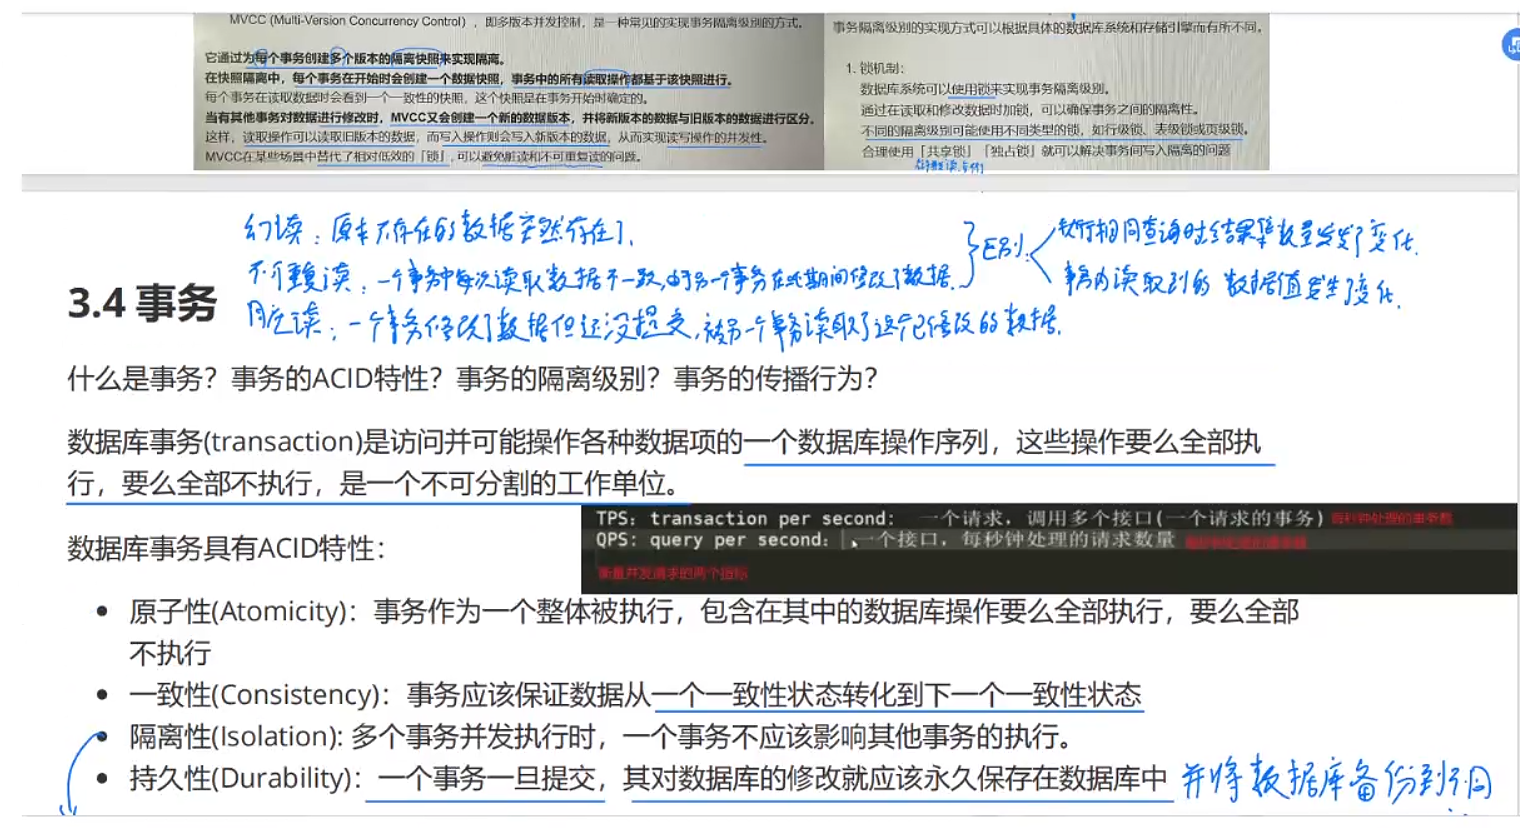 MVCC (Multi-Version Concurrency Control) ，即多版本并发控制，是一种常见的实现事务隔离级别的方式。
它通过为每个事务创建多个版本的隔离快照来实现隔离。
在快照隔离中，每个事务在开始时会创建一个数据快照，事务中的所有读取操作都基于该快照进行。
每个事务在读取数据时会看到一个一致性的快照，这个快照是在事务开始时确定的。
当有其他事务对数据进行修改时，MVCC又会创建一个新的数据版本，并将新版本的数据与旧版本的数据进行区分。
这样，读取操作可以读取旧版本的数据，而写入操作则会写入新版本的数据，从而实现读写操作的并发性。
MVCC在某些场景中替代了相对低效的「锁」，可以避免脏读和不可重复读的问题。
事务隔离级别的实现方式可以根据具体的数据库系统和存储引擎而有所不同。
1. 锁机制：
数据库系统可以使用锁来实现事务隔离级别。
通过在读取和修改数据时加锁，可以确保事务之间的隔离性。
不同的隔离级别可能使用不同类型的锁，如行级锁、表级锁或页级锁。
合理使用「共享锁」「独占锁」就可以解决事务间写入隔离的问题
幻读：原本不存在的数据突然存在了.
不可重复读：一个事务中每次读取数据不一致,由于另一个事务在此期间修改了数据.
区别:
执行相同查询时结果集数量发生了变化.
事务内读取到的数据值发生了变化.
脏读：一个事务修改了数据但还没提交,被另一个事务读取了这个已修改的数据.
3.4 事务
什么是事务？事务的ACID特性？事务的隔离级别？事务的传播行为？
数据库事务(transaction)是访问并可能操作各种数据项的一个数据库操作序列，这些操作要么全部执
行，要么全部不执行，是一个不可分割的工作单位。
TPS: transaction per second: 一个请求，调用多个接口(一个请求的事务) 每秒钟处理的事务数
QPS: query per second: 一个接口，每秒钟处理的请求数量
衡量并发请求的两个指标
数据库事务具有ACID特性：
• 原子性(Atomicity)：事务作为一个整体被执行，包含在其中的数据库操作要么全部执行，要么全部
不执行
• 一致性(Consistency)：事务应该保证数据从一个一致性状态转化到下一个一致性状态
• 隔离性(Isolation): 多个事务并发执行时，一个事务不应该影响其他事务的执行。
• 持久性(Durability)：一个事务一旦提交，其对数据库的修改就应该永久保存在数据库中 并将数据库备份到